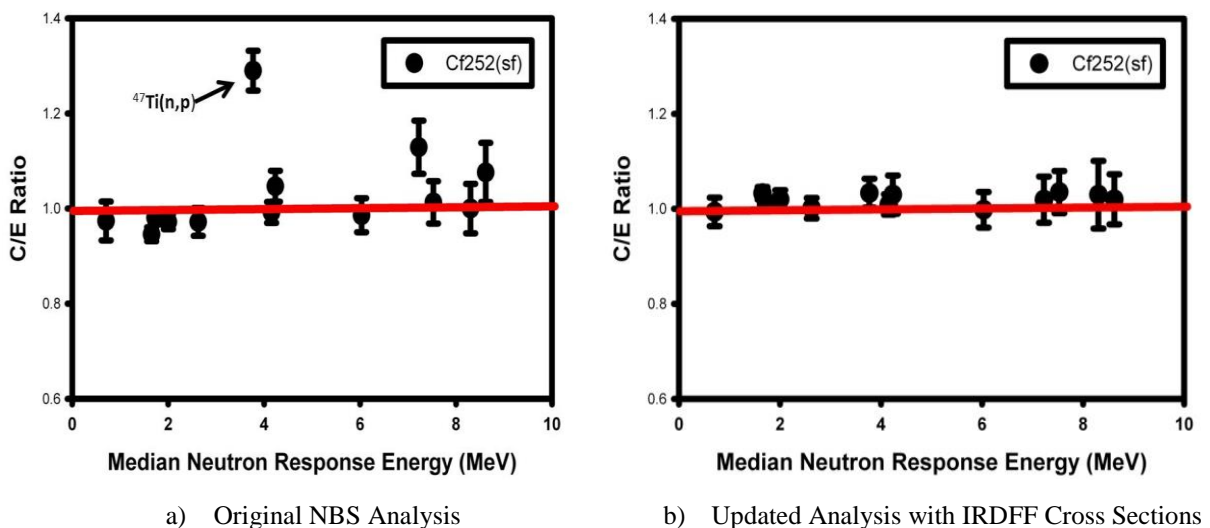 1.4
1.2
1.0
0.8
0.6
C/E Ratio
Cf252(sf)
⁴⁷Ti(n,p)
0 2 4 6 8 10
Median Neutron Response Energy (MeV)
a) Original NBS Analysis
1.4
1.2
1.0
0.8
0.6
C/E Ratio
Cf252(sf)
0 2 4 6 8 10
Median Neutron Response Energy (MeV)
b) Updated Analysis with IRDFF Cross Sections